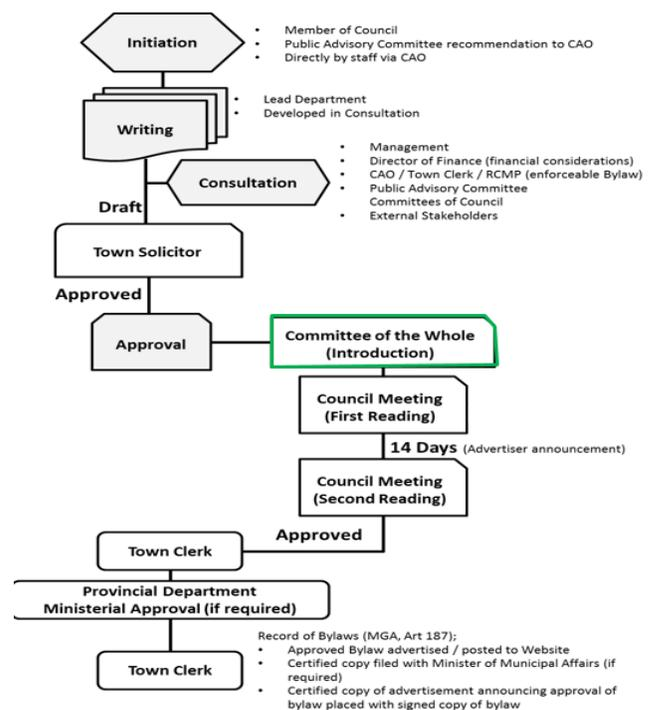 Initiation
• Member of Council
• Public Advisory Committee recommendation to CAO
• Directly by staff via CAO
Writing
• Lead Department
• Developed in Consultation
Consultation
• Management
• Director of Finance (financial considerations)
• CAO / Town Clerk / RCMP (enforceable Bylaw)
• Public Advisory Committee
Committees of Council
• External Stakeholders
Draft
Town Solicitor
Approved
Approval
Committee of the Whole
(Introduction)
Council Meeting
(First Reading)
14 Days (Advertiser announcement)
Council Meeting
(Second Reading)
Approved
Town Clerk
Provincial Department
Ministerial Approval (if required)
Town Clerk
Record of Bylaws (MGA, Art 187);
• Approved Bylaw advertised / posted to Website
• Certified copy filed with Minister of Municipal Affairs (if
required)
• Certified copy of advertisement announcing approval of
bylaw placed with signed copy of bylaw